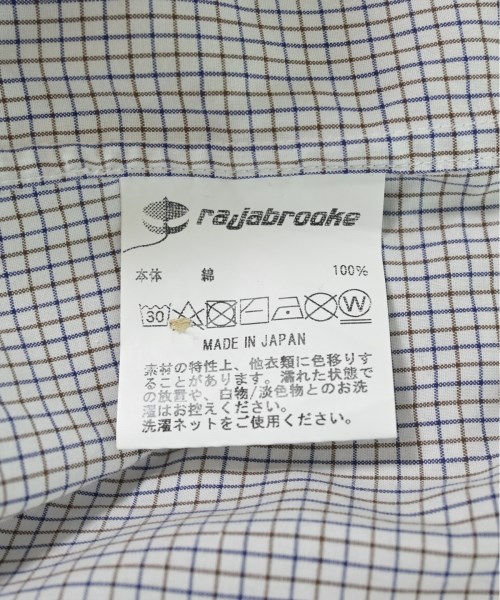 raijabrooke
本体 綿 100%
30 W
MADE IN JAPAN
素材の特性上、他衣類に色移りす
ることがあります。濡れた状態で
の放置や、白物/淡色物とのお洗
濯はお控えください。
洗濯ネットをご使用ください。